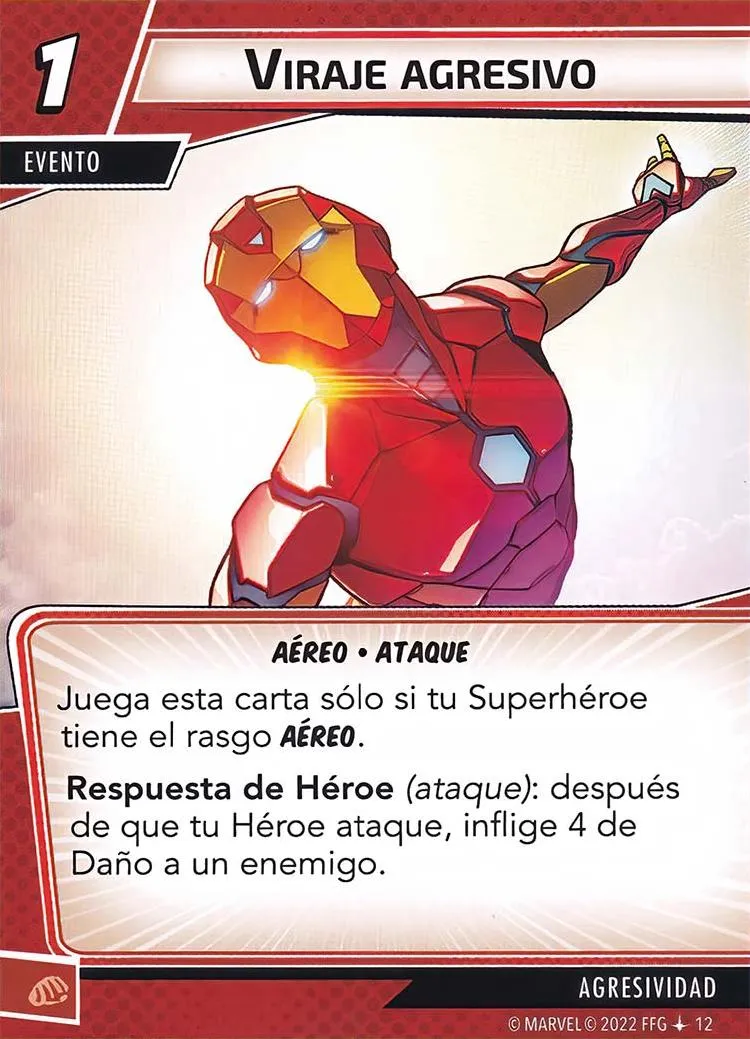 1
VIRAJE AGRESIVO
EVENTO
AÉREO • ATAQUE
Juega esta carta sólo si tu Superhéroe
tiene el rasgo AÉREO.
Respuesta de Héroe (ataque): después
de que tu Héroe ataque, inflige 4 de
Daño a un enemigo.
AGRESIVIDAD
© MARVEL © 2022 FFG 12